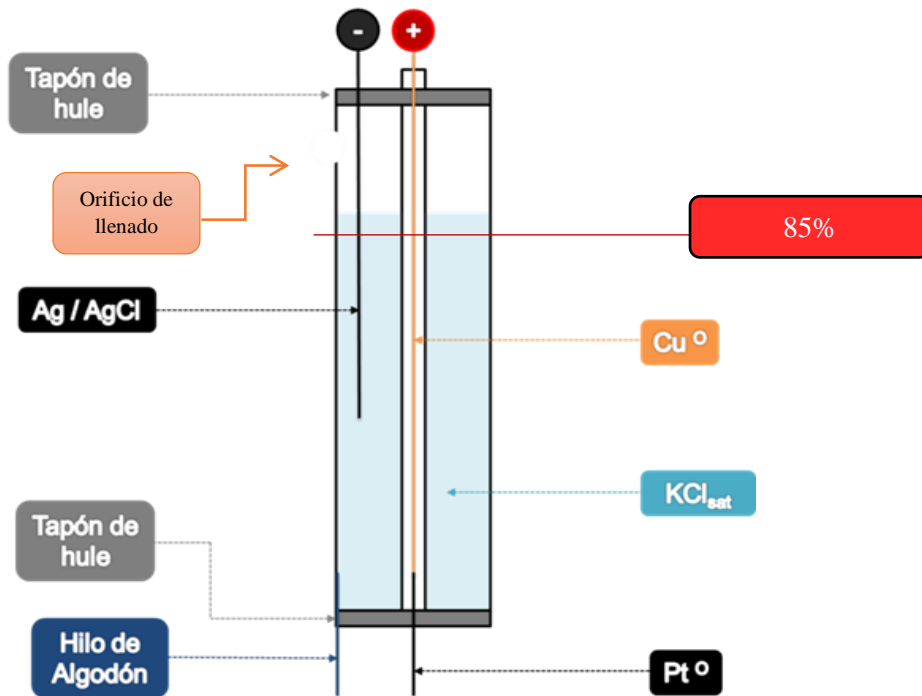 -
+
Tapón de
hule
Orificio de
llenado
85%
Ag / AgCl
Cu º
KClsat
Tapón de
hule
Hilo de
Algodón
Pt º